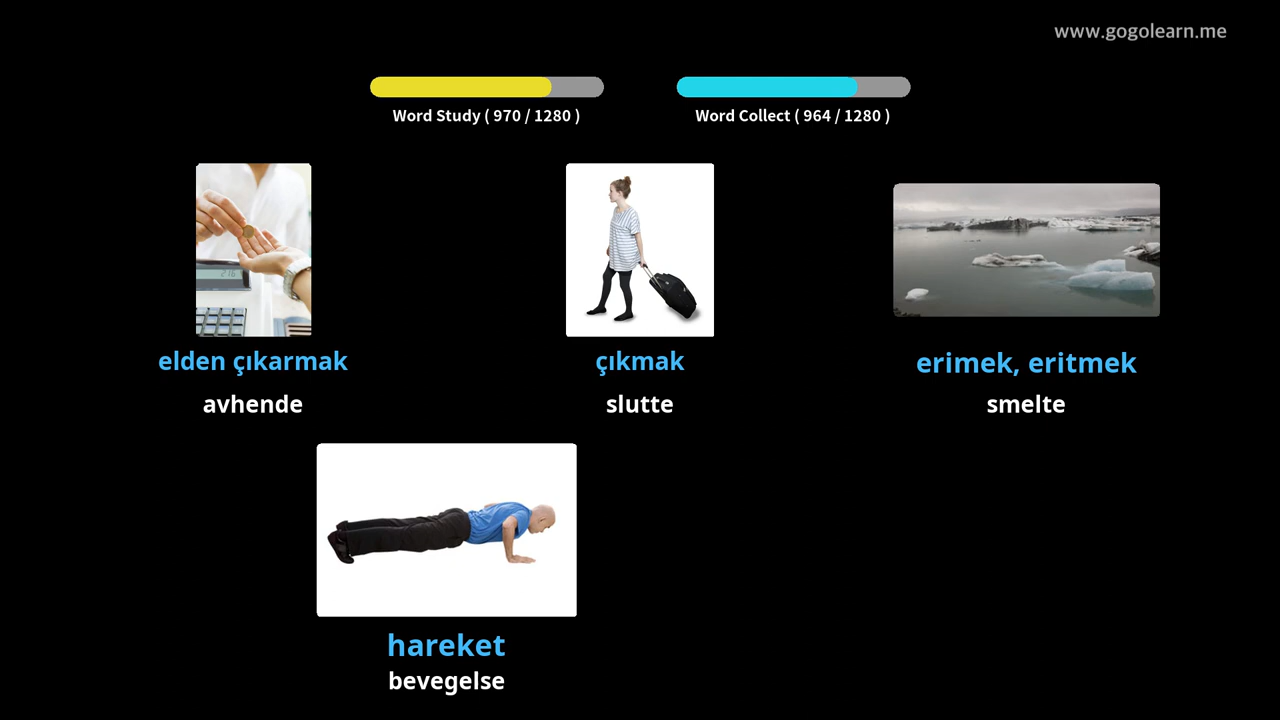 www.gogolearn.me
Word Study ( 970 / 1280 )
Word Collect ( 964 / 1280 )
elden çıkarmak
avhende
çıkmak
slutte
erimek, eritmek
smelte
hareket
bevegelse